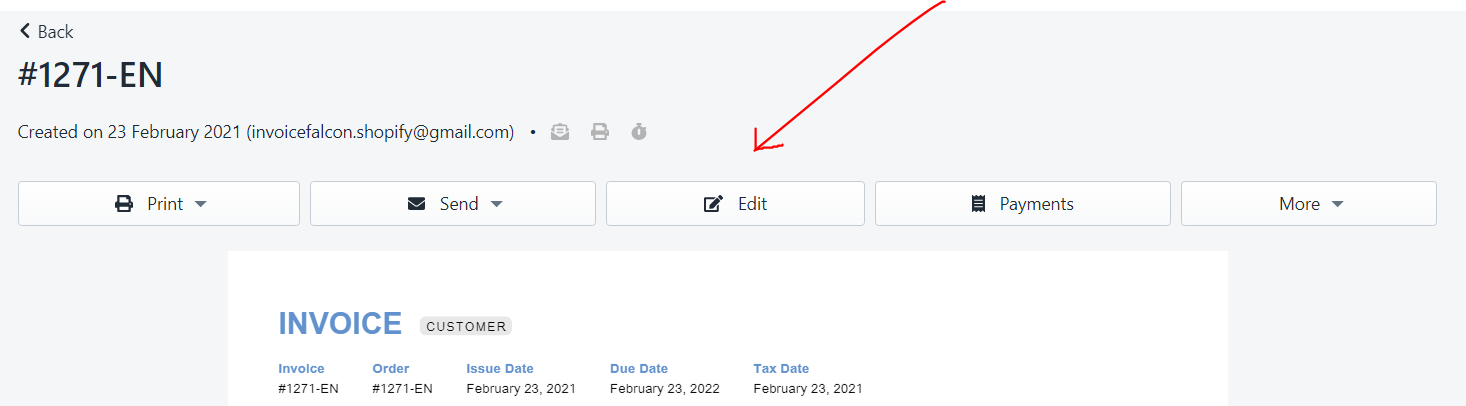 Back
#1271-EN
Created on 23 February 2021 (invoicefalcon.shopify@gmail.com) •
Print Send Edit Payments More
INVOICE CUSTOMER
Invoice Order Issue Date Due Date Tax Date
#1271-EN #1271-EN February 23, 2021 February 23, 2022 February 23, 2021